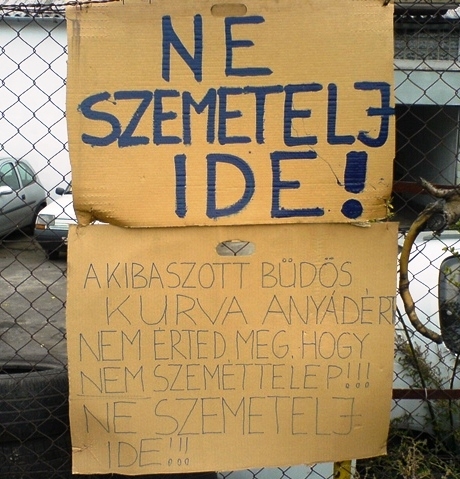 NE
SZEMETELJ
IDE!
A KIBASZOTT BÜDÖS
KURVA ANYÁDÉRT
NEM ÉRTED MEG, HOGY
NEM SZEMÉTTELEP!!!
NE SZEMETELJ
IDE!!!